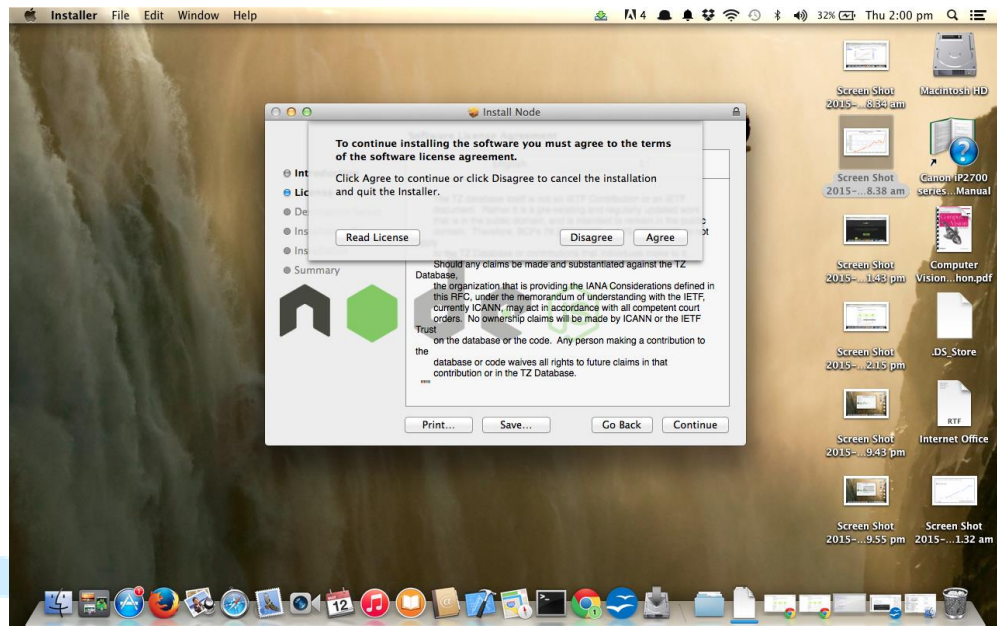 Installer File Edit Window Help
4
32%
Thu 2:00 pm
Install Node
To continue installing the software you must agree to the terms
of the software license agreement.
Click Agree to continue or click Disagree to cancel the installation
and quit the Installer.
Read License
Disagree
Agree
Int
Lic
De
Ins
Ins
Summary
Should any claims be made and substantiated against the TZ
Database,
the organization that is providing the IANA Considerations defined in
this RFC, under the memorandum of understanding with the IETF,
currently ICANN, may act in accordance with all competent court
orders. No ownership claims will be made by ICANN or the IETF
Trust
on the database or the code. Any person making a contribution to
the
database or code waives all rights to future claims in that
contribution or in the TZ Database.
"""
node
Print...
Save...
Go Back
Continue
Screen Shot
2015-...8.34 am
Macintosh HD
Screen Shot
2015-...8.38 am
Canon iP2700
series...Manual
Screen Shot
2015-...1.43 pm
Computer
Vision...hon.pdf
Screen Shot
2015-...2.15 pm
.DS_Store
Screen Shot
2015-...9.43 pm
RTF
Internet Office
Screen Shot
2015-...9.55 pm
Screen Shot
2015-...1.32 am
12